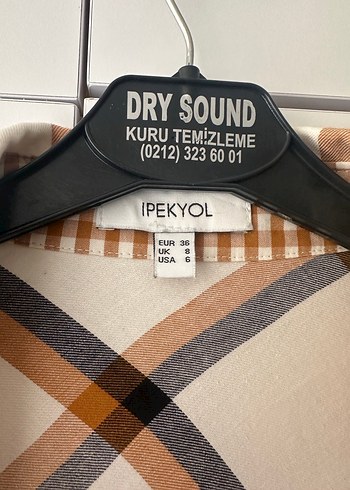 DRY SOUND
KURU TEMİZLEME
(0212) 323 60 01
IPEKYOL
EUR 36
UK 8
USA 6